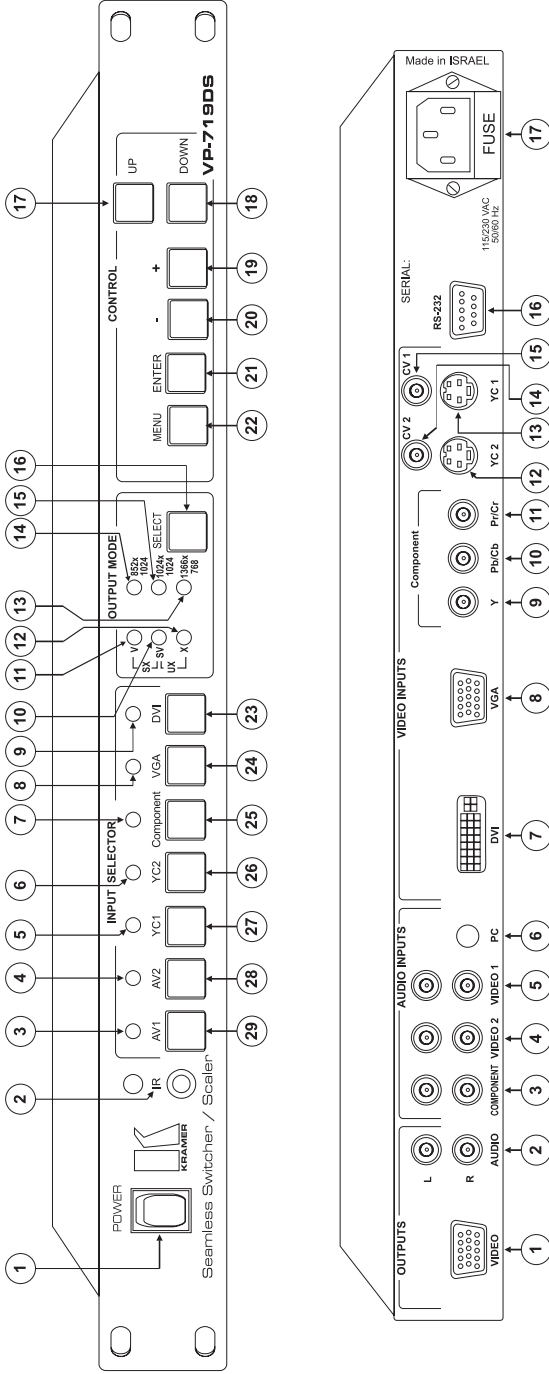 1 2 3 4 5 6 7 8 9 10 11 12 13 14 15 16 17
POWER
KRAMER
Seamless Switcher / Scaler
IR
INPUT SELECTOR
AV1 AV2 YC1 YC2 Component VGA DVI
OUTPUT MODE
V SV X
SX UX
852x
1024
1024x
1024
1366x
768
SELECT
CONTROL
MENU ENTER - + UP
DOWN
VP-719DS
29 28 27 26 25 24 23 22 21 20 19 18
OUTPUTS
L
R
VIDEO AUDIO
AUDIO INPUTS
COMPONENT VIDEO 2 VIDEO 1 PC
VIDEO INPUTS
DVI VGA
Component
Y Pb/Cb Pr/Cr
CV 2 CV 1
YC 2 YC 1
SERIAL:
RS-232
115/230 VAC
50/60 Hz
Made in ISRAEL
FUSE
1 2 3 4 5 6 7 8 9 10 11 12 13 14 15 16 17